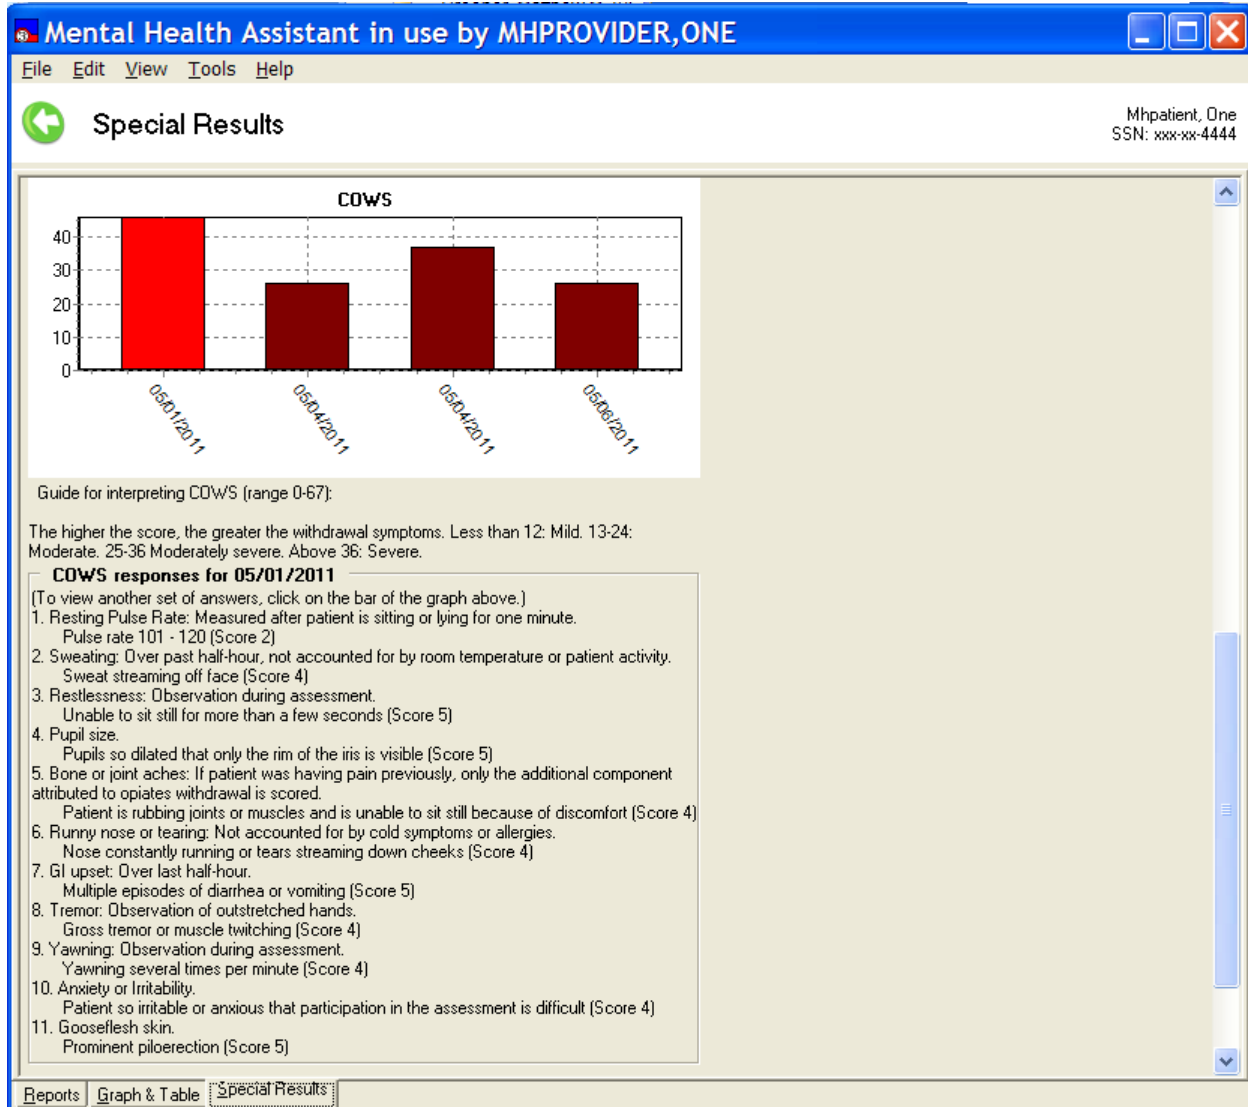 Mental Health Assistant in use by MHPROVIDER,ONE
File Edit View Tools Help
Special Results
Mhpatient, One
SSN: xxx-xx-4444
COWS
40
30
20
10
0
05/01/2011
05/04/2011
05/04/2011
05/06/2011
Guide for interpreting COWS (range 0-67):
The higher the score, the greater the withdrawal symptoms. Less than 12: Mild. 13-24:
Moderate. 25-36 Moderately severe. Above 36: Severe.
COWS responses for 05/01/2011
(To view another set of answers, click on the bar of the graph above.)
1. Resting Pulse Rate: Measured after patient is sitting or lying for one minute.
Pulse rate 101 - 120 (Score 2)
2. Sweating: Over past half-hour, not accounted for by room temperature or patient activity.
Sweat streaming off face (Score 4)
3. Restlessness: Observation during assessment.
Unable to sit still for more than a few seconds (Score 5)
4. Pupil size.
Pupils so dilated that only the rim of the iris is visible (Score 5)
5. Bone or joint aches: If patient was having pain previously, only the additional component
attributed to opiates withdrawal is scored.
Patient is rubbing joints or muscles and is unable to sit still because of discomfort (Score 4)
6. Runny nose or tearing: Not accounted for by cold symptoms or allergies.
Nose constantly running or tears streaming down cheeks (Score 4)
7. GI upset: Over last half-hour.
Multiple episodes of diarrhea or vomiting (Score 5)
8. Tremor: Observation of outstretched hands.
Gross tremor or muscle twitching (Score 4)
9. Yawning: Observation during assessment.
Yawning several times per minute (Score 4)
10. Anxiety or Irritability.
Patient so irritable or anxious that participation in the assessment is difficult (Score 4)
11. Gooseflesh skin.
Prominent piloerection (Score 5)
Reports Graph & Table Special Results